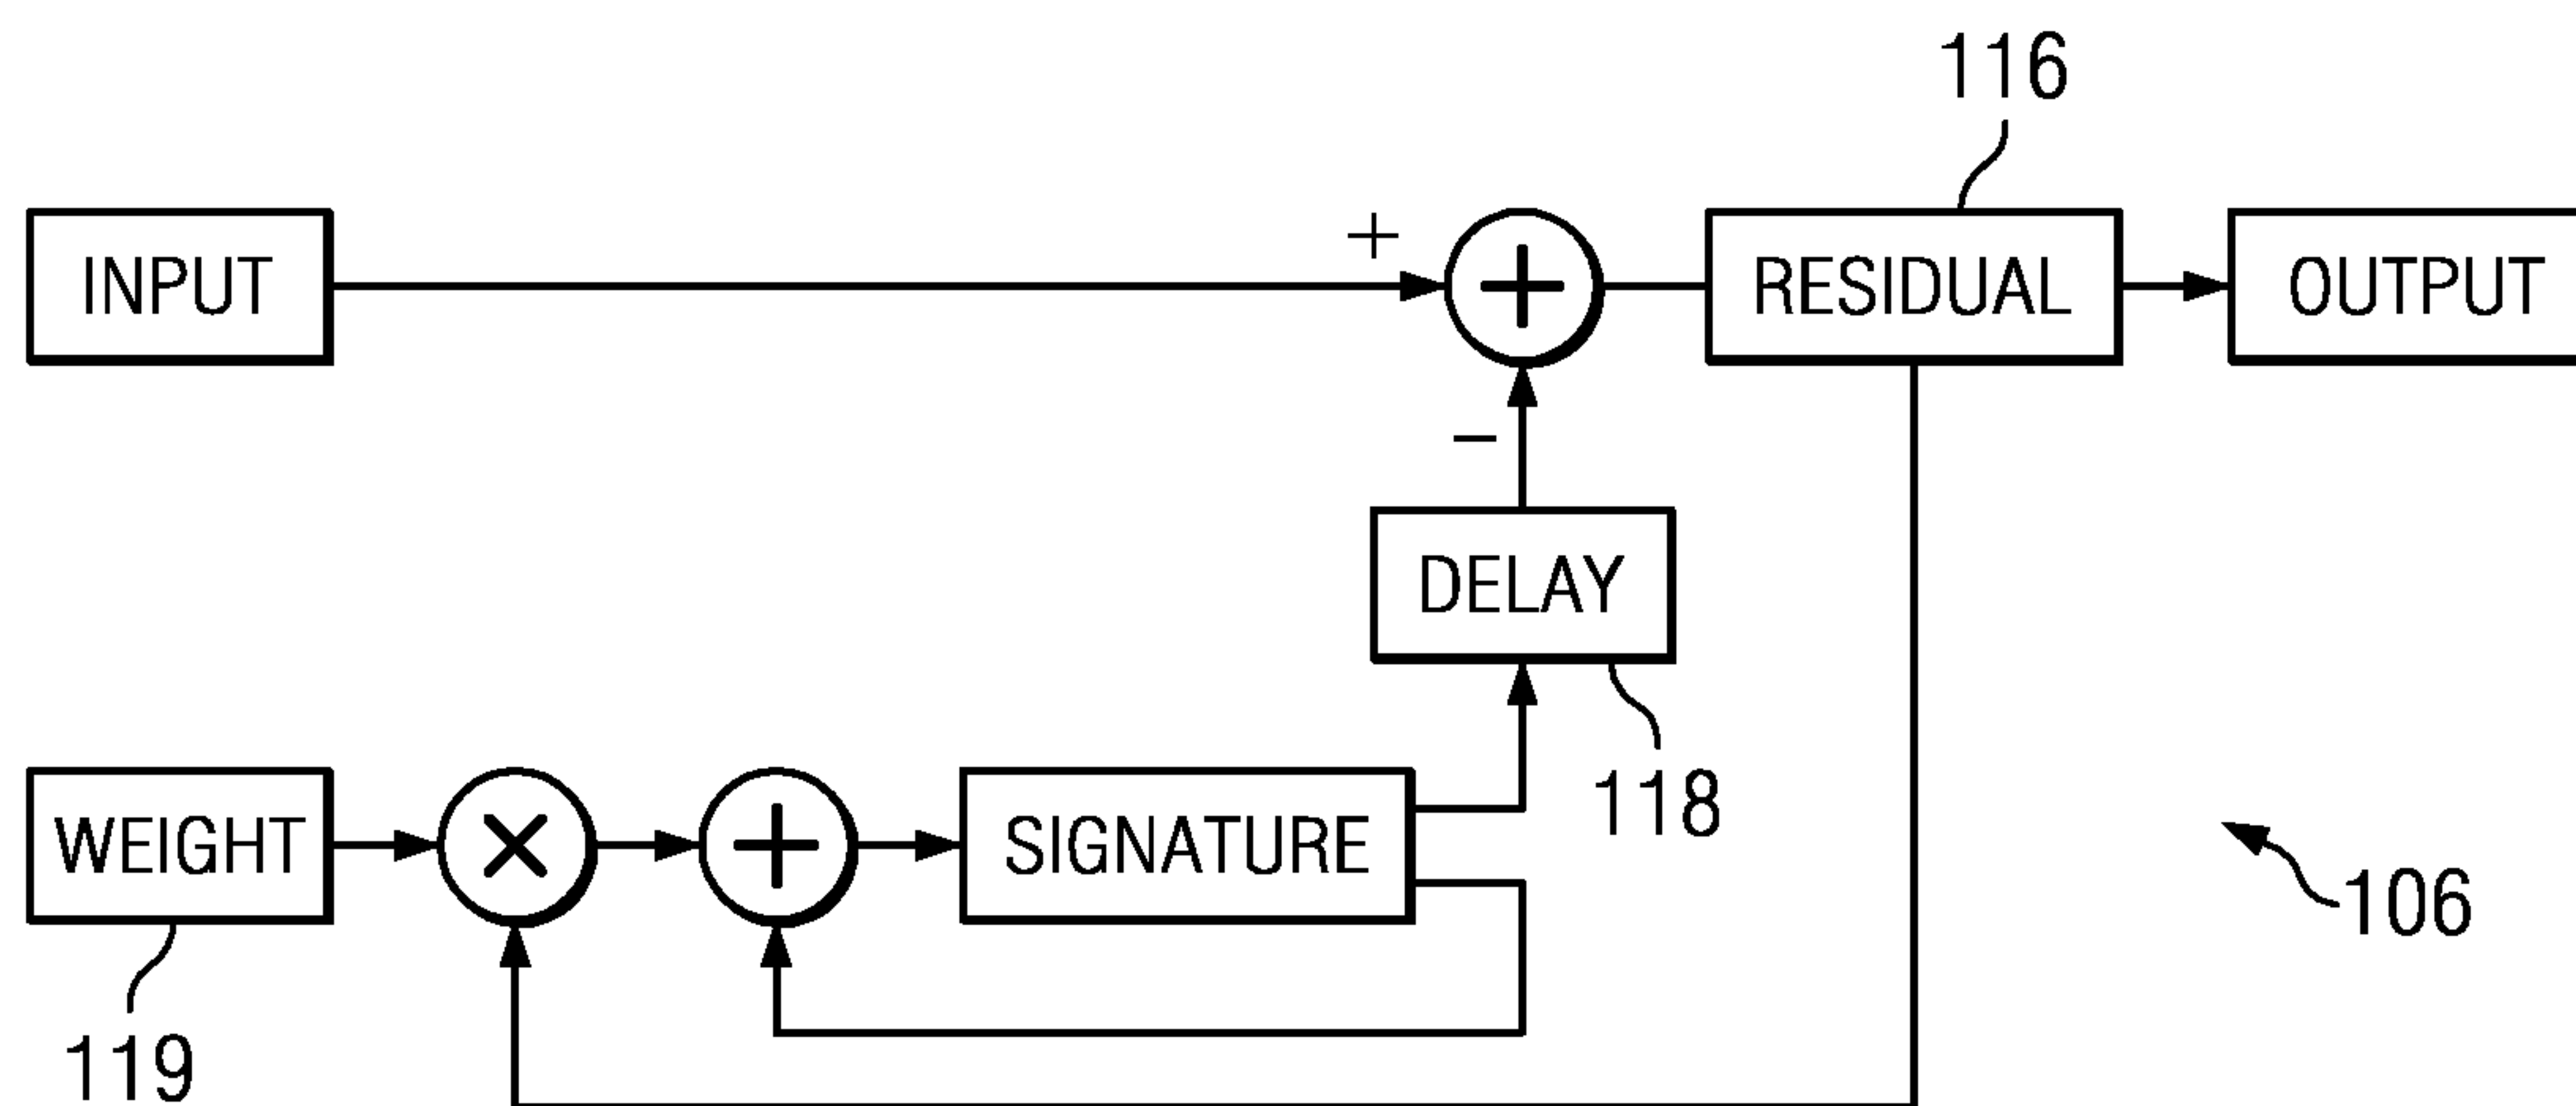 116
+
INPUT
+
RESIDUAL
OUTPUT
−
DELAY
118
WEIGHT
×
+
SIGNATURE
106
119